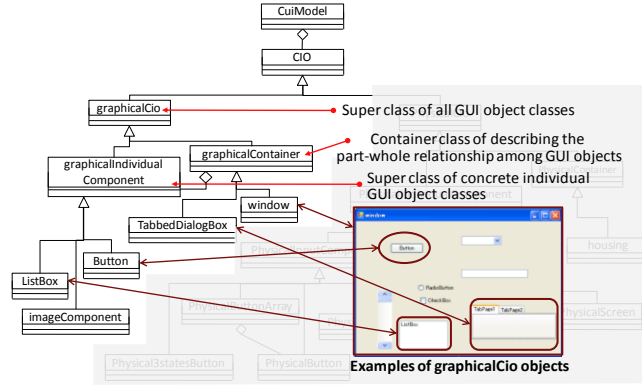 CuiModel
CIO
graphicalCio
Super class of all GUI object classes
graphicalContainer
Container class of describing the
part-whole relationship among GUI objects
graphicalIndividual
Component
Super class of concrete individual
GUI object classes
window
TabbedDialogBox
Button
ListBox
imageComponent
window
Button
RadioButton
CheckBox
TabPage1 TabPage2
ListBox
housing
PhysicalButtonArray
PhysicalScreen
Physical3statesButton
PhysicalButton
Examples of graphicalCio objects